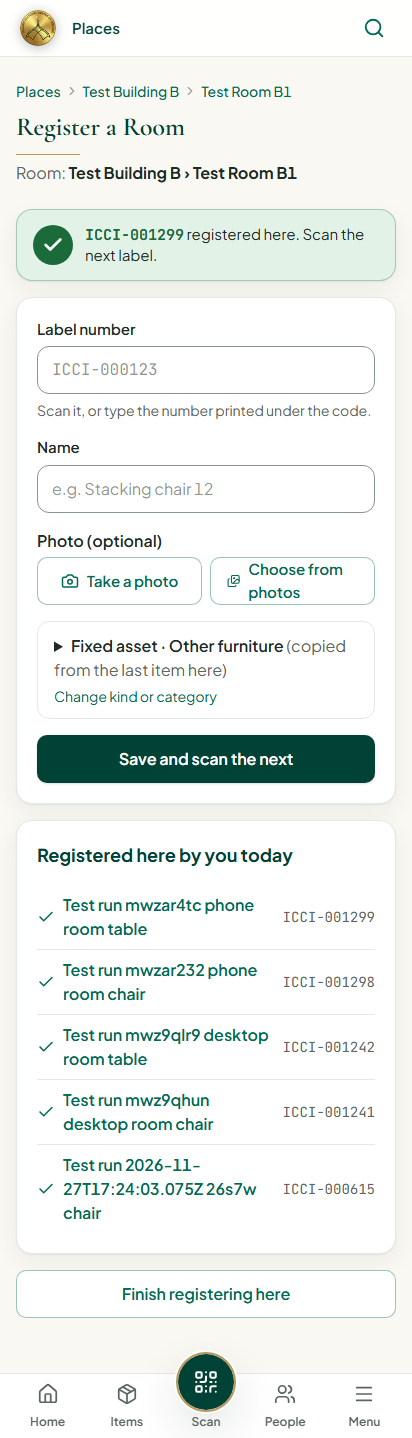 Places
Places > Test Building B > Test Room B1
Register a Room
Room: Test Building B › Test Room B1
ICCI-001299 registered here. Scan the
next label.
Label number
ICCI-000123
Scan it, or type the number printed under the code.
Name
e.g. Stacking chair 12
Photo (optional)
Take a photo
Choose from
photos
▶ Fixed asset · Other furniture (copied
from the last item here)
Change kind or category
Save and scan the next
Registered here by you today
Test run mwzar4tc phone
room table
ICCI-001299
Test run mwzar232 phone
room chair
ICCI-001298
Test run mwz9qlr9 desktop
room table
ICCI-001242
Test run mwz9qhun
desktop room chair
ICCI-001241
Test run 2026-11-
27T17:24:03.075Z 26s7w
chair
ICCI-000615
Finish registering here
Home
Items
Scan
People
Menu